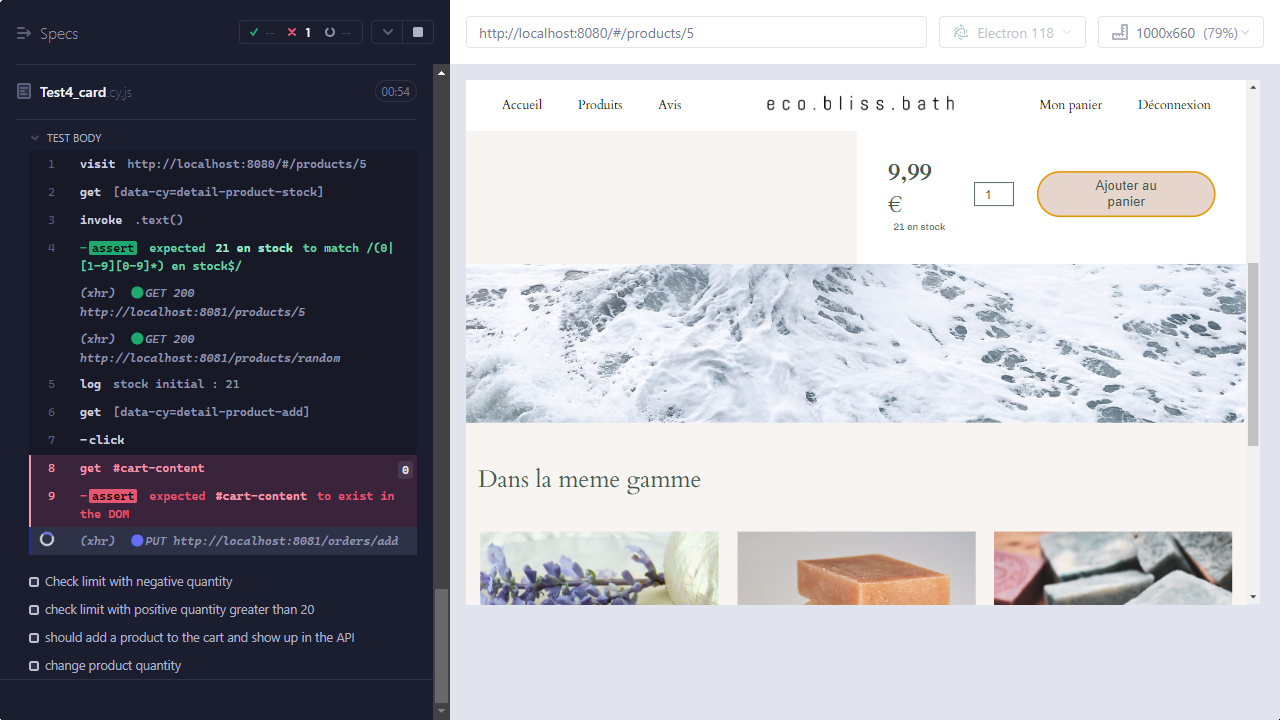 Specs
-- 1 --
Test4_card.cy.js
00:54
TEST BODY
1 visit http://localhost:8080/#/products/5
2 get [data-cy=detail-product-stock]
3 invoke .text()
4 -assert expected 21 en stock to match /(0|
[1-9][0-9]*) en stock$/
(xhr) GET 200
http://localhost:8081/products/5
(xhr) GET 200
http://localhost:8081/products/random
5 log stock initial : 21
6 get [data-cy=detail-product-add]
7 -click
8 get #cart-content 0
9 -assert expected #cart-content to exist in
the DOM
(xhr) PUT http://localhost:8081/orders/add
Check limit with negative quantity
check limit with positive quantity greater than 20
should add a product to the cart and show up in the API
change product quantity
http://localhost:8080/#/products/5
Electron 118
1000x660 (79%)
Accueil Produits Avis eco.bliss.bath Mon panier Déconnexion
9,99
€
21 en stock
1
Ajouter au
panier
Dans la meme gamme